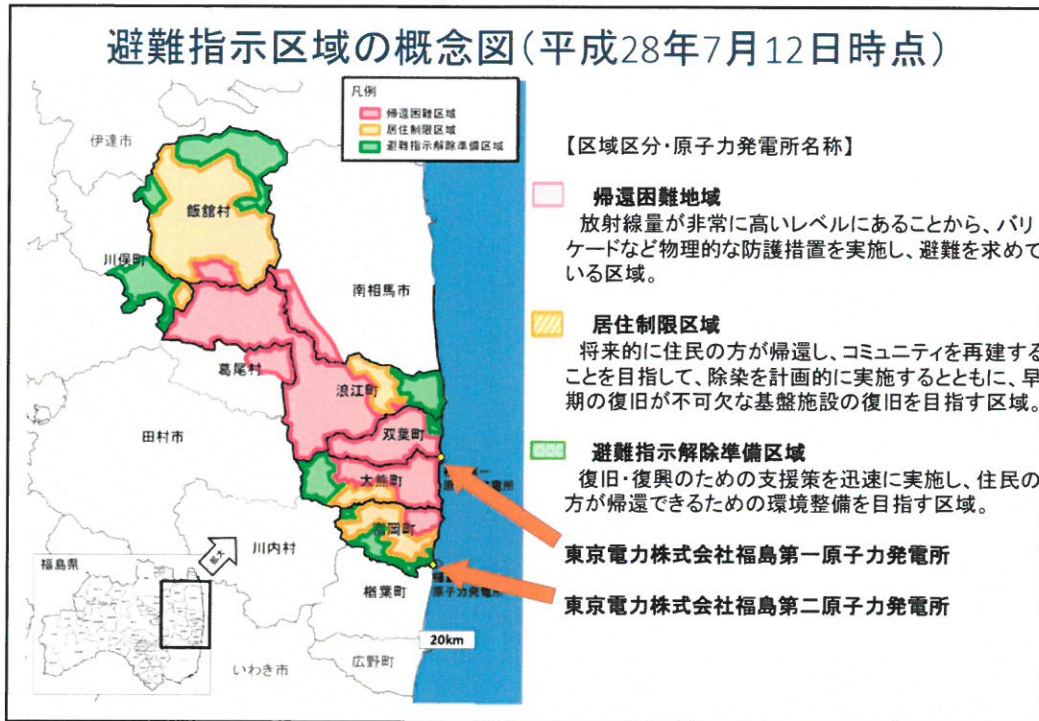 避難指示区域の概念図(平成28年7月12日時点)
凡例
帰還困難区域
居住制限区域
避難指示解除準備区域
伊達市
飯舘村
川俣町
南相馬市
葛尾村
浪江町
田村市
双葉町
大熊町
富岡町
川内村
楢葉町
原子力発電所
20km
いわき市
広野町
福島県
拡大
【区域区分・原子力発電所名称】
帰還困難地域
放射線量が非常に高いレベルにあることから、バリ
ケードなど物理的な防護措置を実施し、避難を求めて
いる区域。
居住制限区域
将来的に住民の方が帰還し、コミュニティを再建する
ことを目指して、除染を計画的に実施するとともに、早
期の復旧が不可欠な基盤施設の復旧を目指す区域。
避難指示解除準備区域
復旧・復興のための支援策を迅速に実施し、住民の
方が帰還できるための環境整備を目指す区域。
東京電力株式会社福島第一原子力発電所
東京電力株式会社福島第二原子力発電所